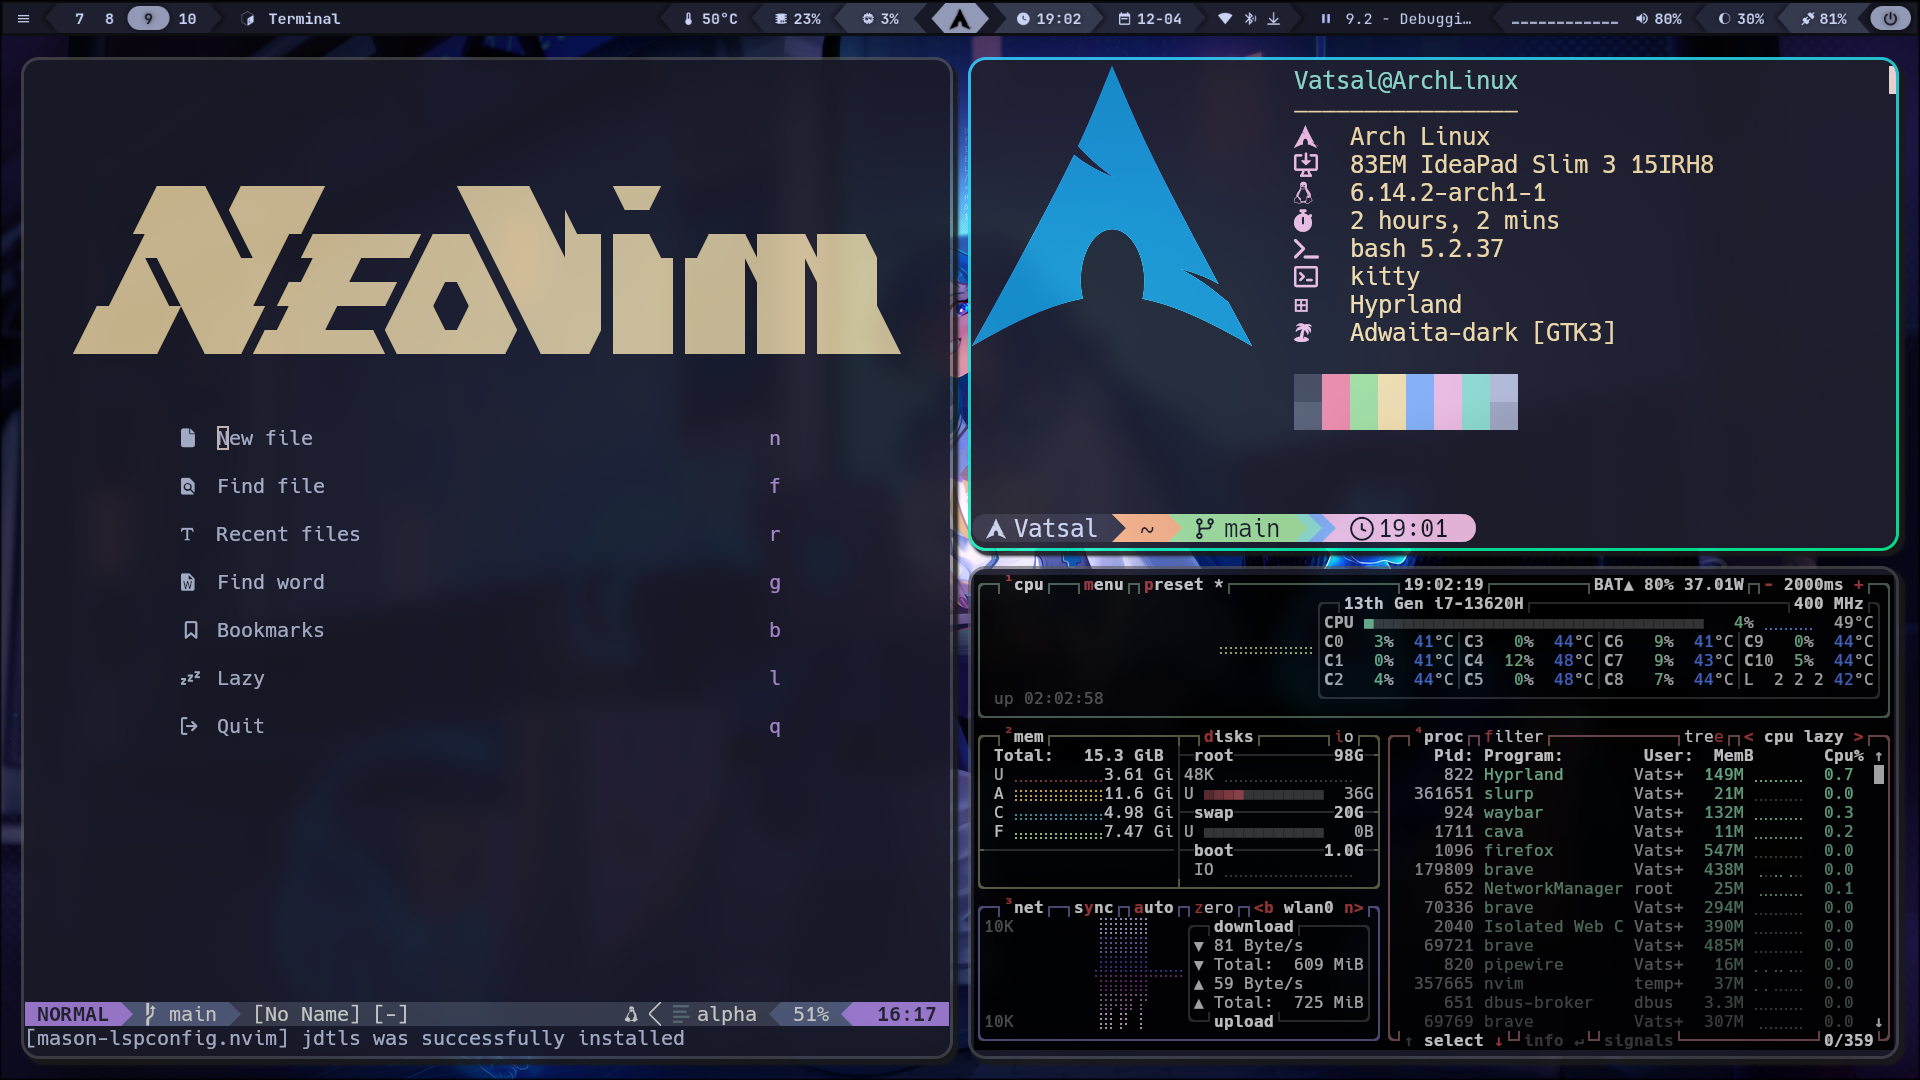 7 8 9 10 Terminal 50°C 23% 3% 19:02 12-04 9.2 - Debuggi… 80% 30% 81%
NeoVim
New file n
Find file f
Recent files r
Find word g
Bookmarks b
Lazy l
Quit q
NORMAL main [No Name] [-] alpha 51% 16:17
[mason-lspconfig.nvim] jdtls was successfully installed
Vatsal@ArchLinux
Arch Linux
83EM IdeaPad Slim 3 15IRH8
6.14.2-arch1-1
2 hours, 2 mins
bash 5.2.37
kitty
Hyprland
Adwaita-dark [GTK3]
Vatsal ~ main 19:01
¹cpu menu preset * 19:02:19 BAT▲ 80% 37.01W - 2000ms +
13th Gen i7-13620H 400 MHz
CPU 4% 49°C
C0 3% 41°C C3 0% 44°C C6 9% 41°C C9 0% 44°C
C1 0% 41°C C4 12% 48°C C7 9% 43°C C10 5% 44°C
C2 4% 44°C C5 0% 48°C C8 7% 44°C L 2 2 2 42°C
up 02:02:58
²mem
Total: 15.3 GiB
U 3.61 Gi
A 11.6 Gi
C 4.98 Gi
F 7.47 Gi
disks io
root 98G
48K
U 36G
swap 20G
U 0B
boot 1.0G
IO
³net sync auto zero <b wlan0 n>
10K
10K
download
▼ 81 Byte/s
▼ Total: 609 MiB
▲ 59 Byte/s
▲ Total: 725 MiB
upload
⁴proc filter tree < cpu lazy >
Pid: Program: User: MemB Cpu% ↑
822 Hyprland Vats+ 149M 0.7
361651 slurp Vats+ 21M 0.0
924 waybar Vats+ 132M 0.3
1711 cava Vats+ 11M 0.2
1096 firefox Vats+ 547M 0.0
179809 brave Vats+ 438M 0.0
652 NetworkManager root 25M 0.1
70336 brave Vats+ 294M 0.0
2040 Isolated Web C Vats+ 390M 0.0
69721 brave Vats+ 485M 0.0
820 pipewire Vats+ 16M 0.0
357665 nvim temp+ 37M 0.0
651 dbus-broker dbus 3.3M 0.0
69769 brave Vats+ 307M 0.0 ↓
↑ select ↓ info ↵ signals 0/359